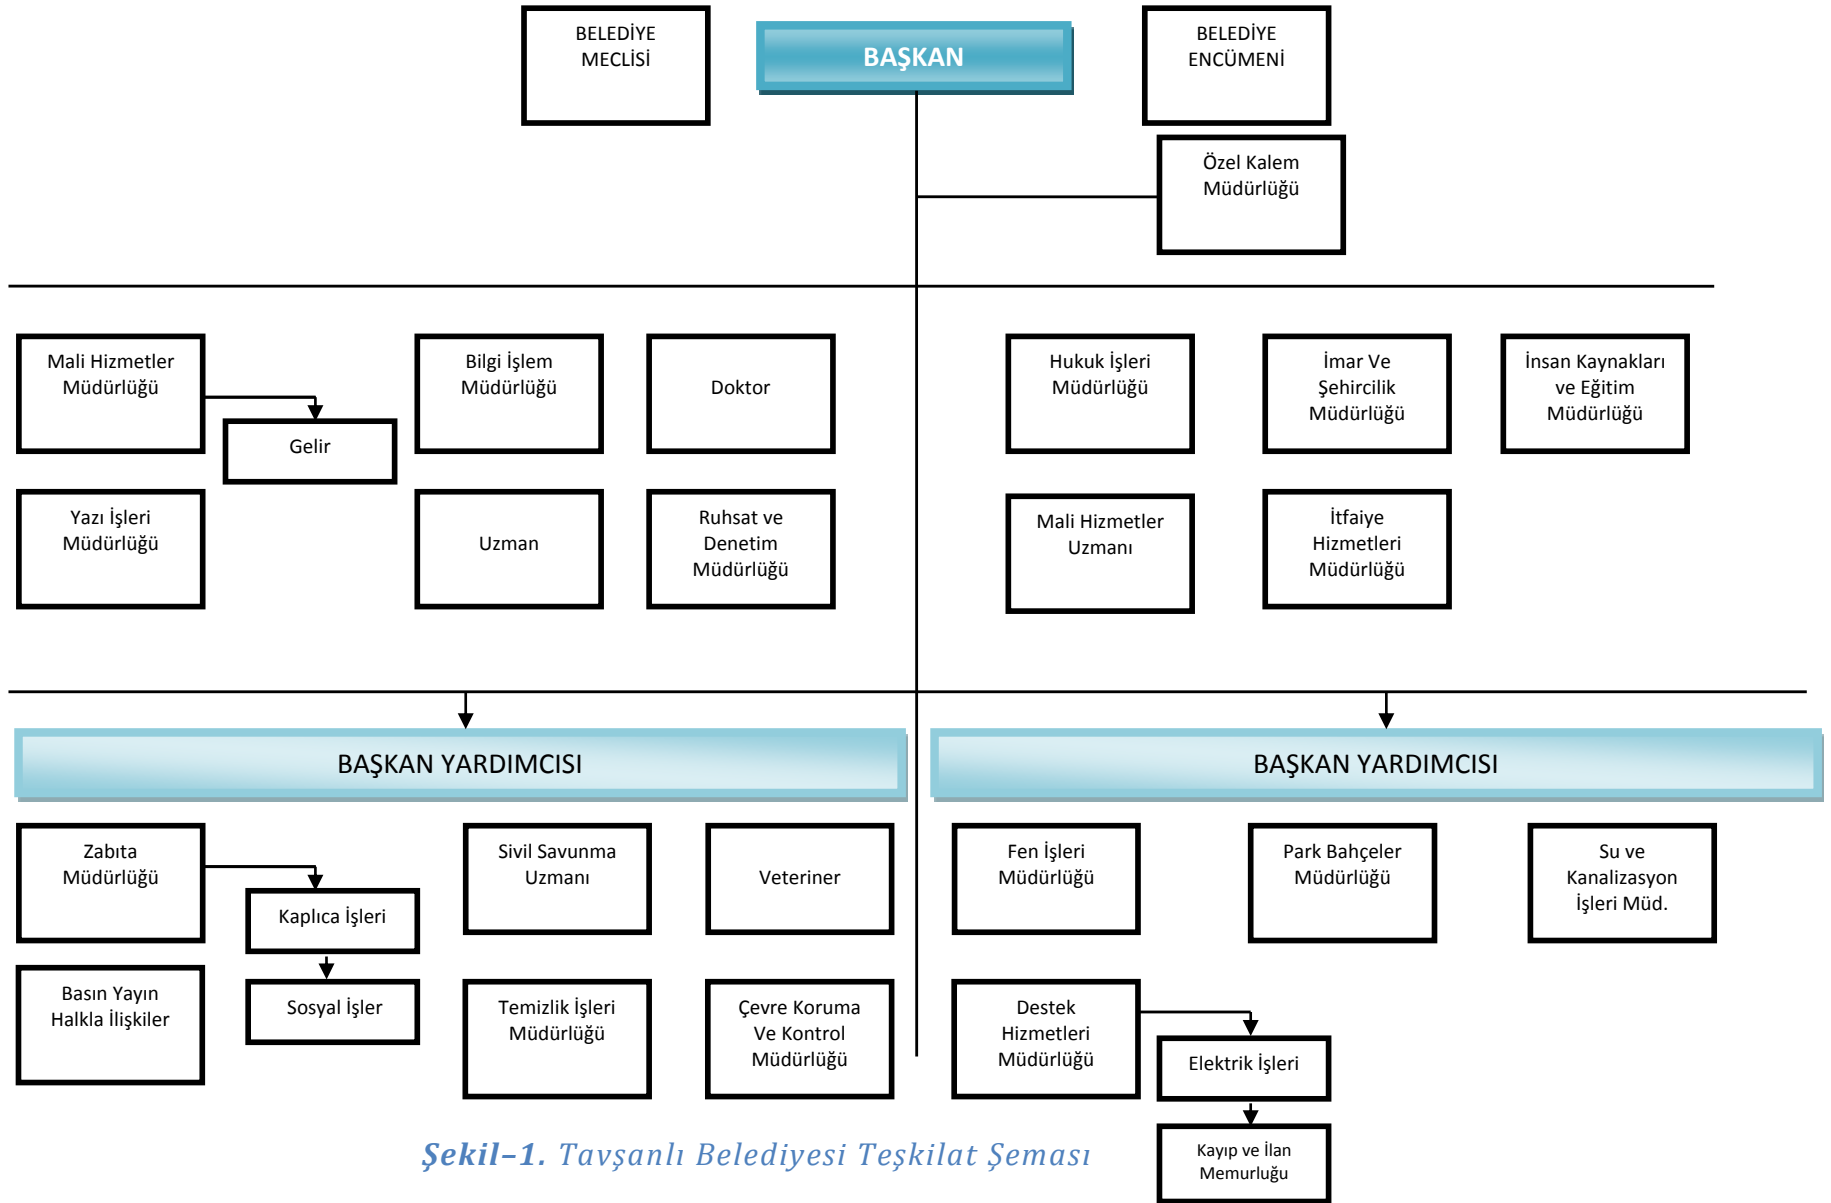 BELEDİYE
MECLİSİ
BAŞKAN
BELEDİYE
ENCÜMENİ
Özel Kalem
Müdürlüğü
Mali Hizmetler
Müdürlüğü
Gelir
Bilgi İşlem
Müdürlüğü
Doktor
Hukuk İşleri
Müdürlüğü
İmar Ve
Şehircilik
Müdürlüğü
İnsan Kaynakları
ve Eğitim
Müdürlüğü
Yazı İşleri
Müdürlüğü
Uzman
Ruhsat ve
Denetim
Müdürlüğü
Mali Hizmetler
Uzmanı
İtfaiye
Hizmetleri
Müdürlüğü
BAŞKAN YARDIMCISI
BAŞKAN YARDIMCISI
Zabıta
Müdürlüğü
Kaplıca İşleri
Sivil Savunma
Uzmanı
Veteriner
Fen İşleri
Müdürlüğü
Park Bahçeler
Müdürlüğü
Su ve
Kanalizasyon
İşleri Müd.
Basın Yayın
Halkla İlişkiler
Sosyal İşler
Temizlik İşleri
Müdürlüğü
Çevre Koruma
Ve Kontrol
Müdürlüğü
Destek
Hizmetleri
Müdürlüğü
Elektrik İşleri
Kayıp ve İlan
Memurluğu
Şekil–1. Tavşanlı Belediyesi Teşkilat Şeması